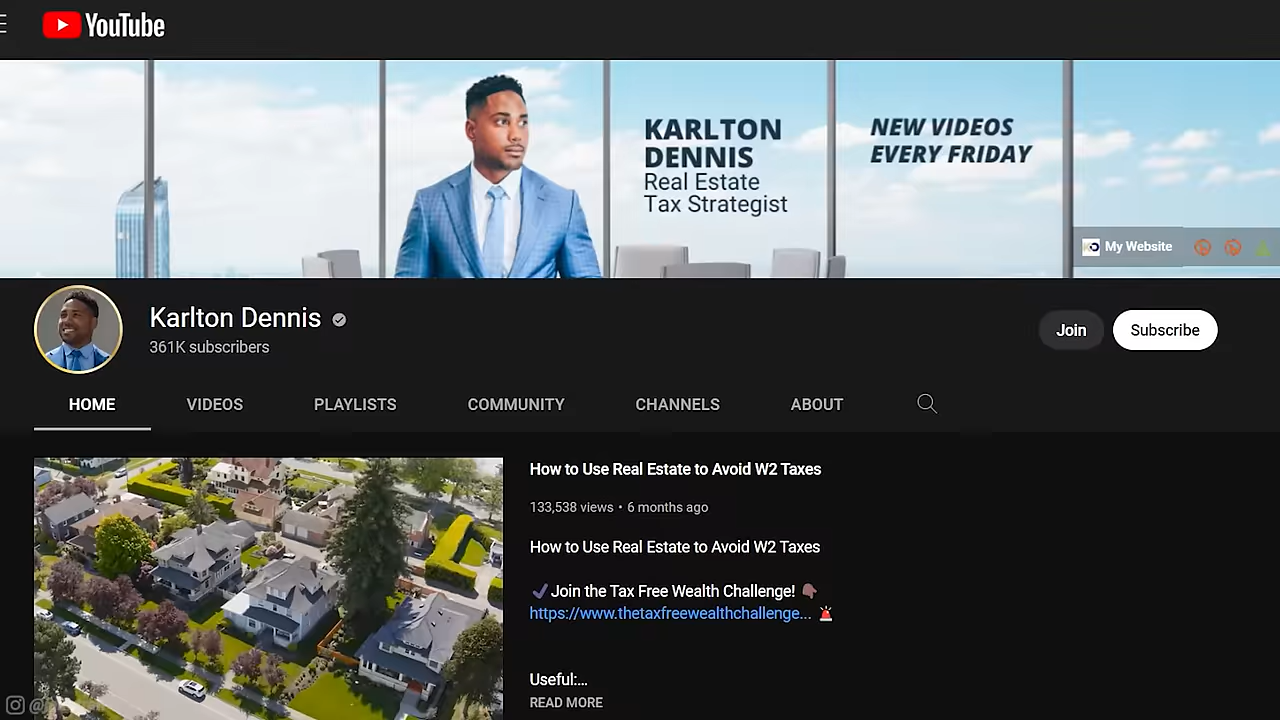 YouTube
KARLTON
DENNIS
Real Estate
Tax Strategist
NEW VIDEOS
EVERY FRIDAY
My Website
Karlton Dennis
361K subscribers
Join
Subscribe
HOME
VIDEOS
PLAYLISTS
COMMUNITY
CHANNELS
ABOUT
How to Use Real Estate to Avoid W2 Taxes
133,538 views • 6 months ago
How to Use Real Estate to Avoid W2 Taxes
✔Join the Tax Free Wealth Challenge! 👇🏾
https://www.thetaxfreewealthchallenge... 🚨
Useful:...
READ MORE